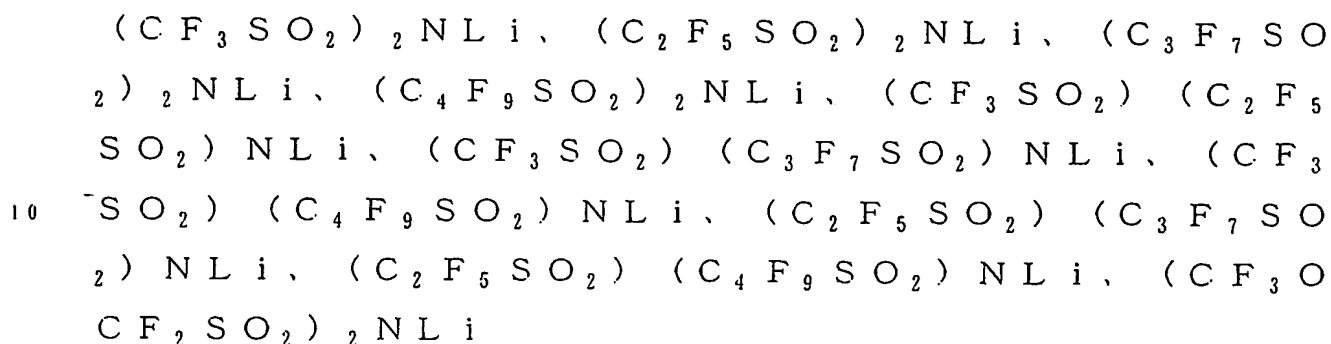 (CF₃SO₂)₂NLi、(C₂F₅SO₂)₂NLi、(C₃F₇SO
₂)₂NLi、(C₄F₉SO₂)₂NLi、(CF₃SO₂)(C₂F₅
SO₂)NLi、(CF₃SO₂)(C₃F₇SO₂)NLi、(CF₃
10 SO₂)(C₄F₉SO₂)NLi、(C₂F₅SO₂)(C₃F₇SO
₂)NLi、(C₂F₅SO₂)(C₄F₉SO₂)NLi、(CF₃O
CF₂SO₂)₂NLi